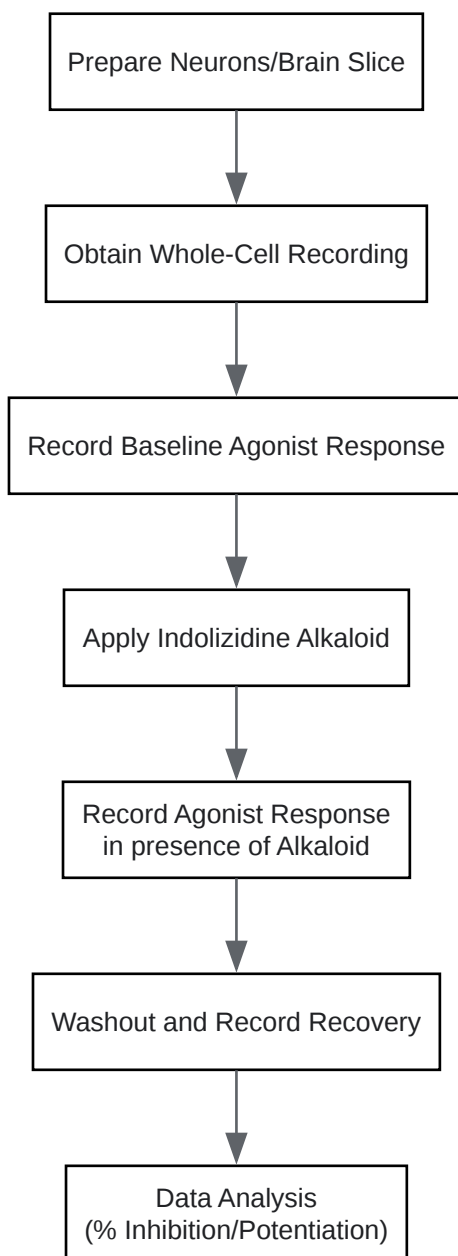 Prepare Neurons/Brain Slice
Obtain Whole-Cell Recording
Record Baseline Agonist Response
Apply Indolizidine Alkaloid
Record Agonist Response
in presence of Alkaloid
Washout and Record Recovery
Data Analysis
(% Inhibition/Potentiation)